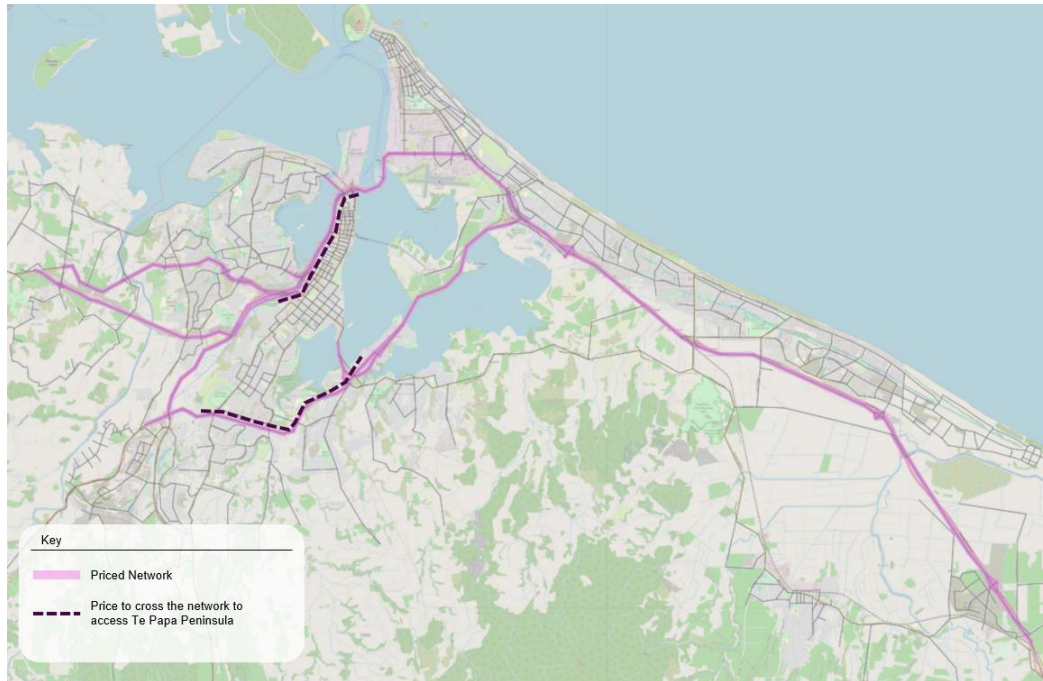 Key
Priced Network
Price to cross the network to
access Te Papa Peninsula